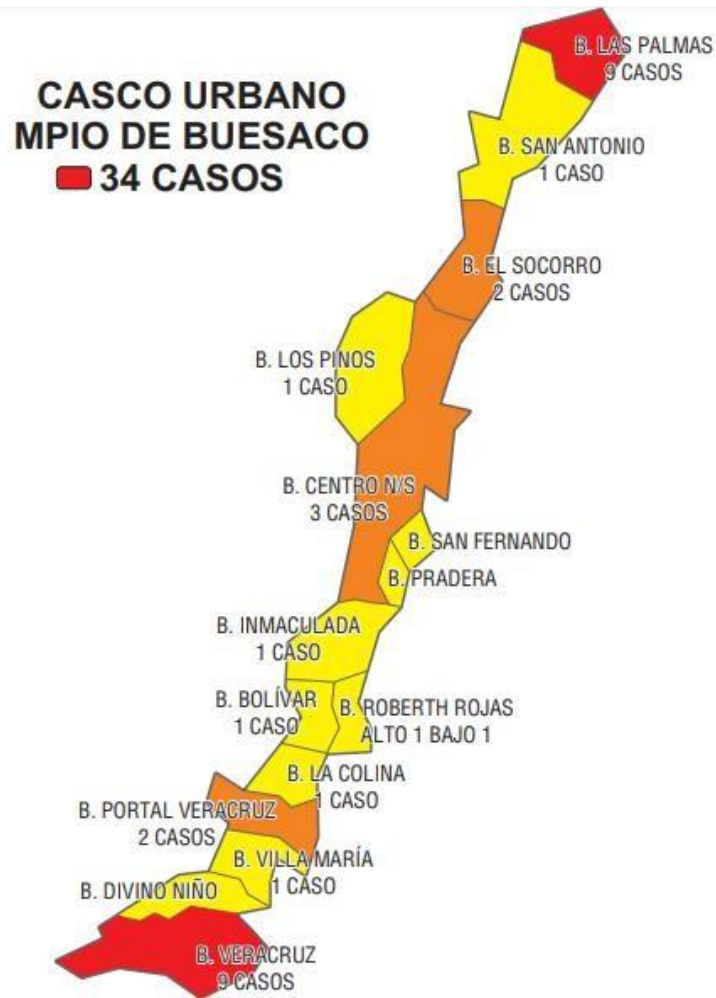 CASCO URBANO
MPIO DE BUESACO
34 CASOS
B. LAS PALMAS
9 CASOS
B. SAN ANTONIO
1 CASO
B. EL SOCORRO
2 CASOS
B. LOS PINOS
1 CASO
B. CENTRO N/S
3 CASOS
B. SAN FERNANDO
B. PRADERA
B. INMACULADA
1 CASO
B. BOLÍVAR
1 CASO
B. ROBERTH ROJAS
ALTO 1 BAJO 1
B. LA COLINA
1 CASO
B. PORTAL VERACRUZ
2 CASOS
B. VILLA MARÍA
1 CASO
B. DIVINO NIÑO
B. VERACRUZ
9 CASOS